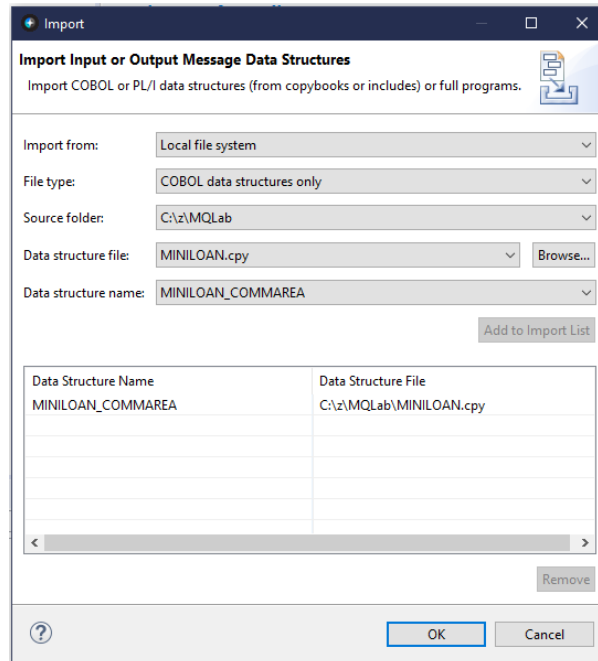 Import
Import Input or Output Message Data Structures
Import COBOL or PL/I data structures (from copybooks or includes) or full programs.
Import from: Local file system
File type: COBOL data structures only
Source folder: C:\z\MQLab
Data structure file: MINILOAN.cpy Browse...
Data structure name: MINILOAN_COMMAREA
Add to Import List
Data Structure Name Data Structure File
MINILOAN_COMMAREA C:\z\MQLab\MINILOAN.cpy
Remove
? OK Cancel